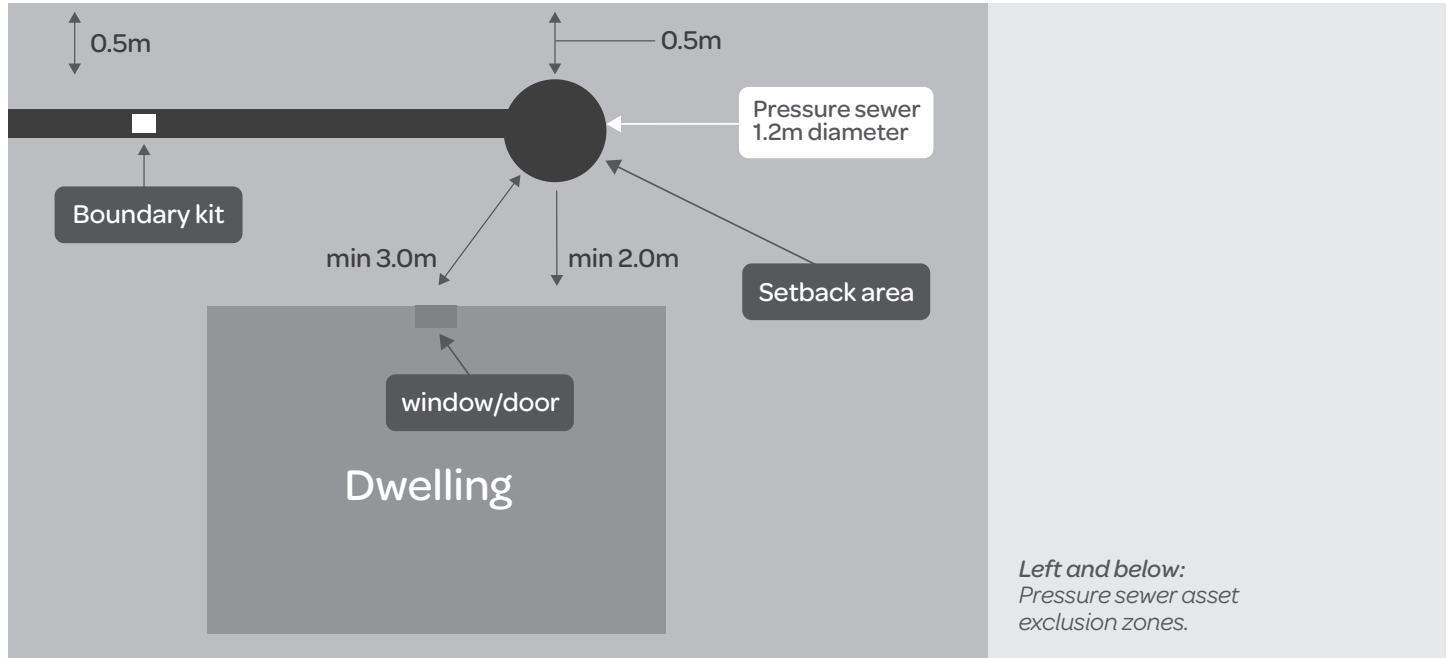 0.5m
0.5m
Pressure sewer
1.2m diameter
Boundary kit
min 3.0m
min 2.0m
Setback area
window/door
Dwelling
Left and below:
Pressure sewer asset
exclusion zones.